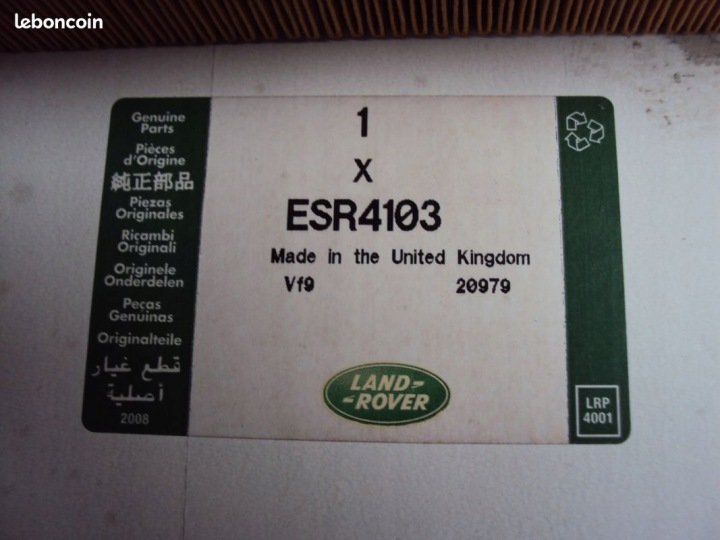 leboncoin
Genuine
Parts
Pièces
d'Origine
純正部品
Piezas
Originales
Ricambi
Originali
Originele
Onderdelen
Peças
Genuinas
Originalteile
قطع غيار
أصلية
2008
1
X
ESR4103
Made in the United Kingdom
Vf9 20979
LAND-
-ROVER
LRP
4001